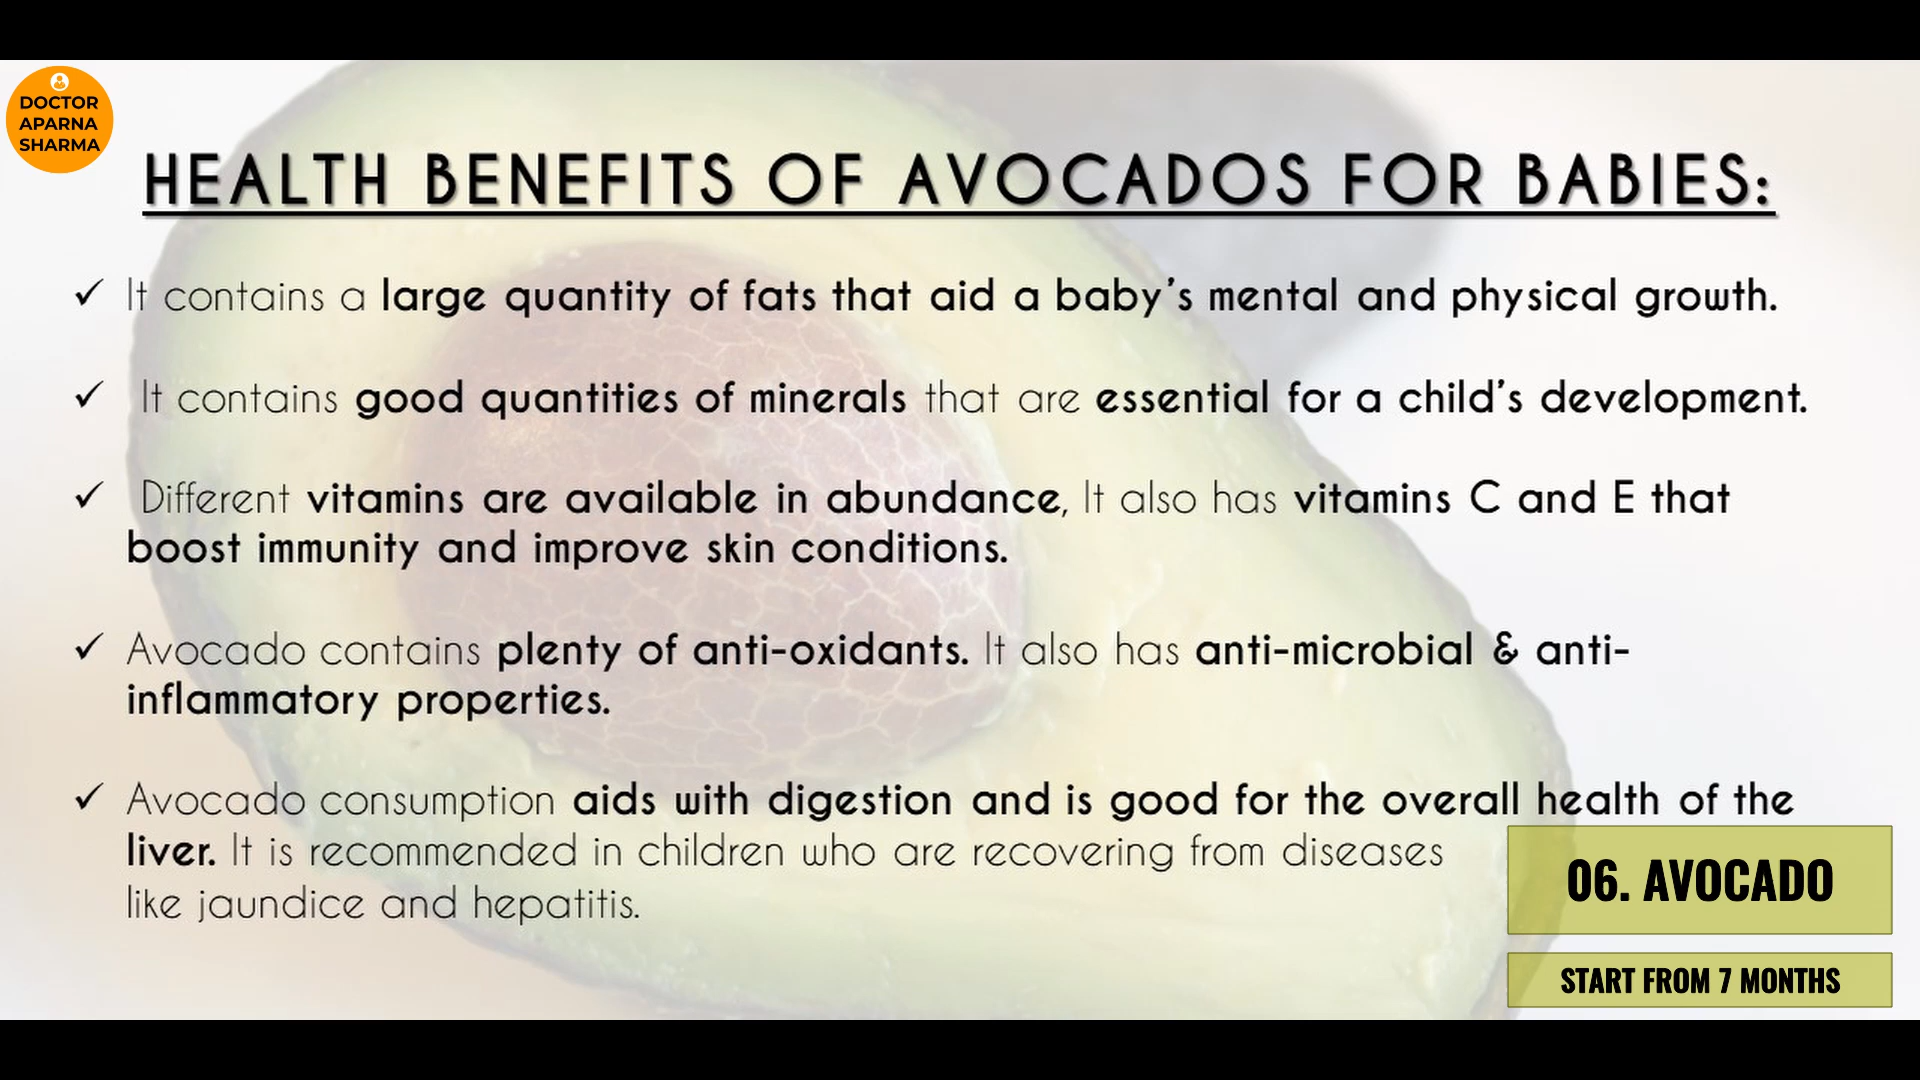 DOCTOR
APARNA
SHARMA
HEALTH BENEFITS OF AVOCADOS FOR BABIES:
✓ It contains a large quantity of fats that aid a baby's mental and physical growth.
✓ It contains good quantities of minerals that are essential for a child's development.
✓ Different vitamins are available in abundance, It also has vitamins C and E that
boost immunity and improve skin conditions.
✓ Avocado contains plenty of anti-oxidants. It also has anti-microbial & anti-
inflammatory properties.
✓ Avocado consumption aids with digestion and is good for the overall health of the
liver. It is recommended in children who are recovering from diseases
like jaundice and hepatitis.
06. AVOCADO
START FROM 7 MONTHS